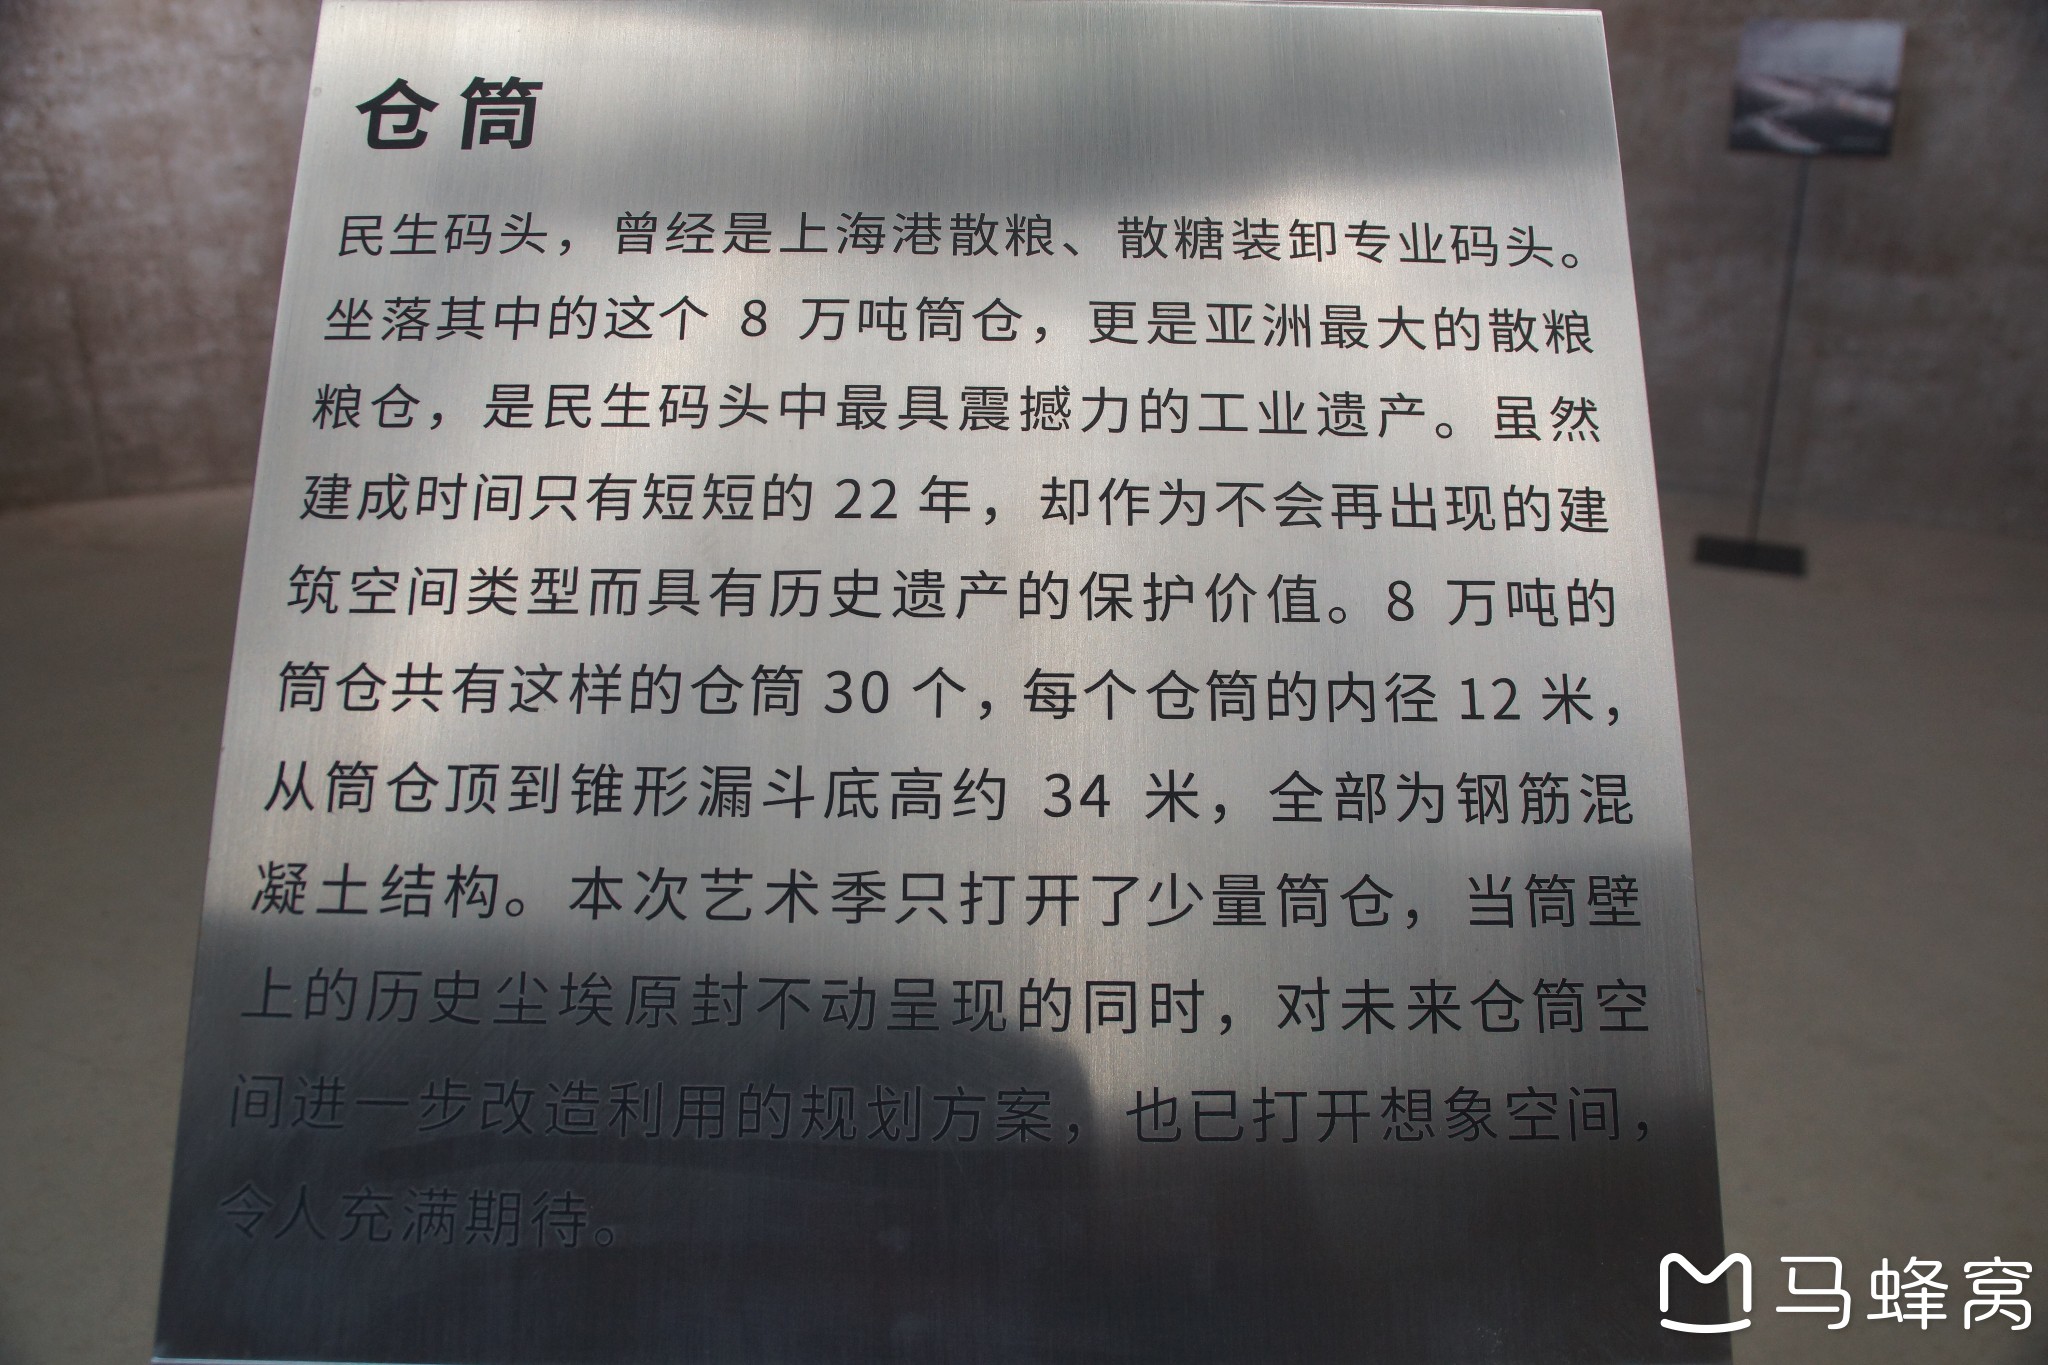 仓筒
民生码头，曾经是上海港散粮、散糖装卸专业码头。
坐落其中的这个 8 万吨筒仓，更是亚洲最大的散粮
粮仓，是民生码头中最具震撼力的工业遗产。虽然
建成时间只有短短的 22 年，却作为不会再出现的建
筑空间类型而具有历史遗产的保护价值。8 万吨的
筒仓共有这样的仓筒 30 个，每个仓筒的内径 12 米，
从筒仓顶到锥形漏斗底高约 34 米，全部为钢筋混
凝土结构。本次艺术季只打开了少量筒仓，当筒壁
上的历史尘埃原封不动呈现的同时，对未来仓筒空
间进一步改造利用的规划方案，也已打开想象空间，
令人充满期待。
马蜂窝